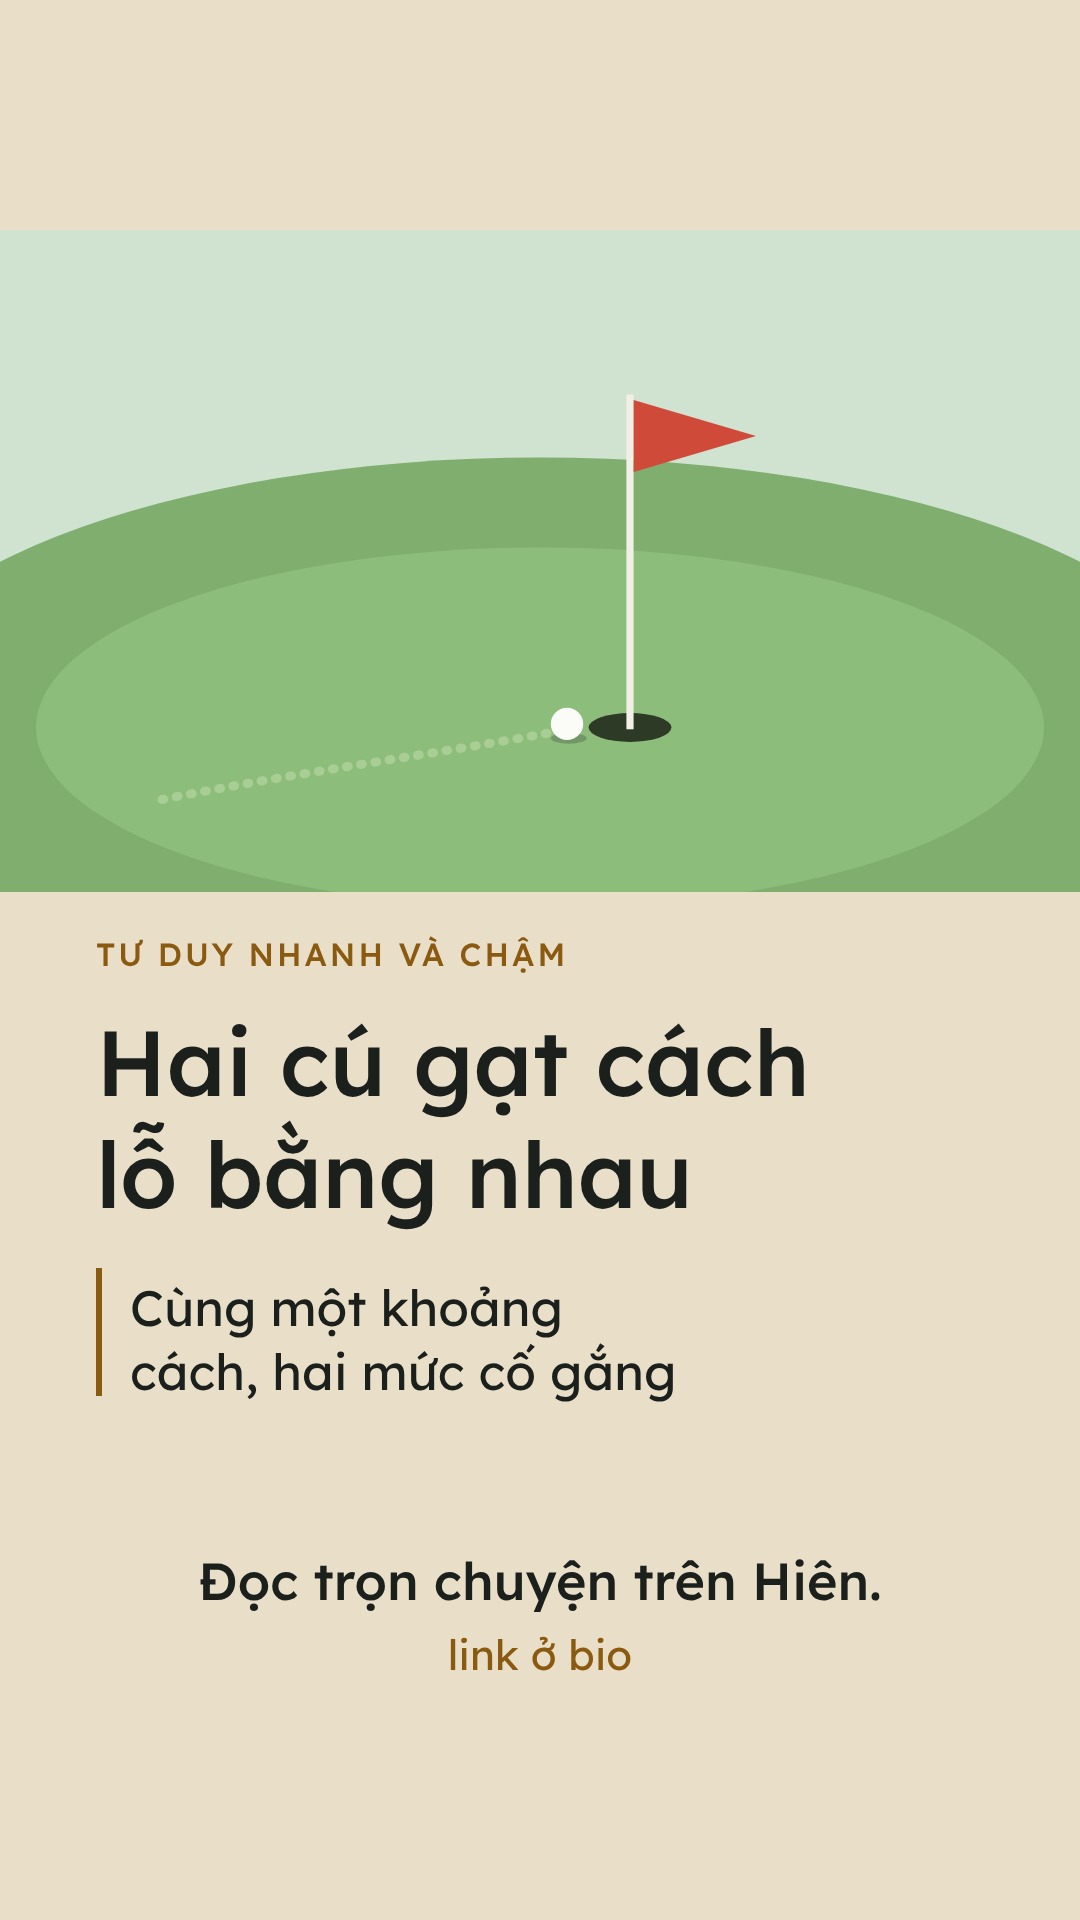 TƯ DUY NHANH VÀ CHẬM
Hai cú gạt cách
lỗ bằng nhau
Cùng một khoảng
cách, hai mức cố gắng
Đọc trọn chuyện trên Hiên.
link ở bio